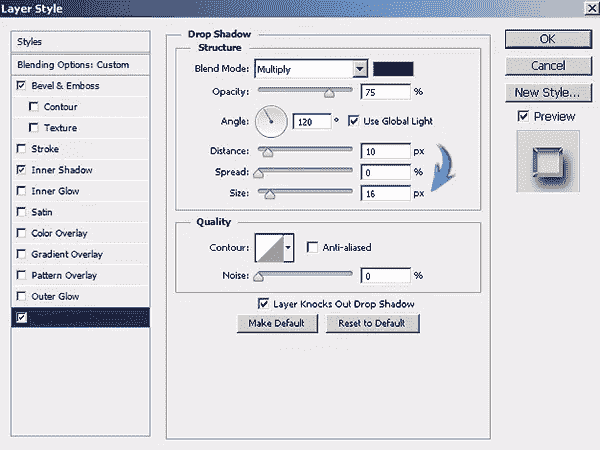 Layer Style
Styles
Blending Options: Custom
Bevel & Emboss
Contour
Texture
Stroke
Inner Shadow
Inner Glow
Satin
Color Overlay
Gradient Overlay
Pattern Overlay
Outer Glow
Drop Shadow
Structure
Blend Mode: Multiply
Opacity: 75 %
Angle: 120 ° Use Global Light
Distance: 10 px
Spread: 0 %
Size: 16 px
Quality
Contour: Anti-aliased
Noise: 0 %
Layer Knocks Out Drop Shadow
Make Default Reset to Default
OK
Cancel
New Style...
Preview